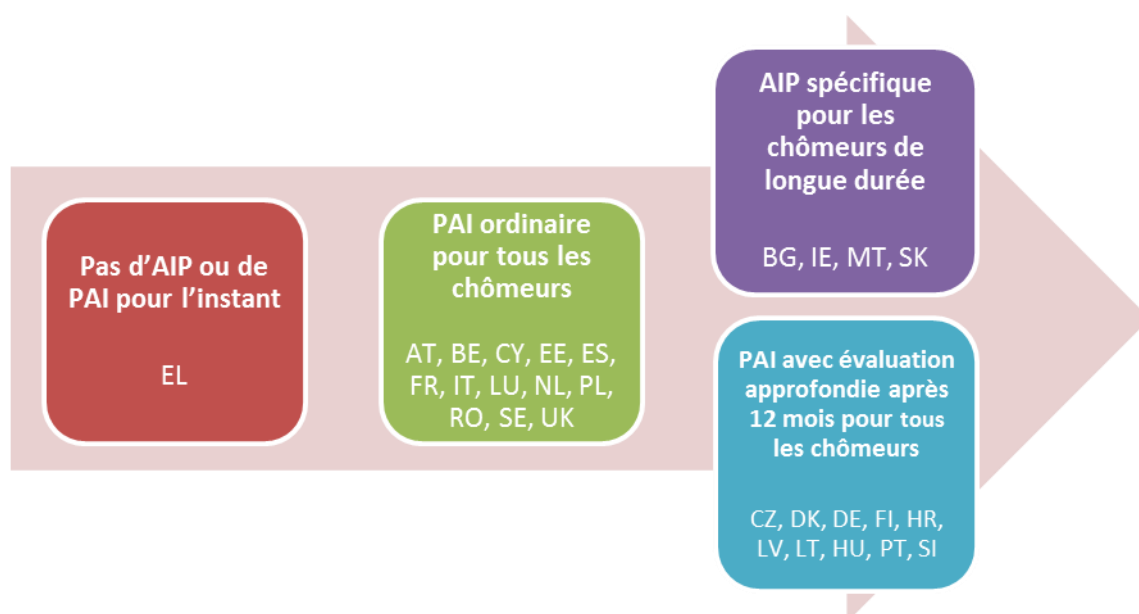 Pas d’AIP ou de
PAI pour l’instant
EL
PAI ordinaire
pour tous les
chômeurs
AT, BE, CY, EE, ES,
FR, IT, LU, NL, PL,
RO, SE, UK
AIP spécifique
pour les
chômeurs de
longue durée
BG, IE, MT, SK
PAI avec évaluation
approfondie après
12 mois pour tous
les chômeurs
CZ, DK, DE, FI, HR,
LV, LT, HU, PT, SI